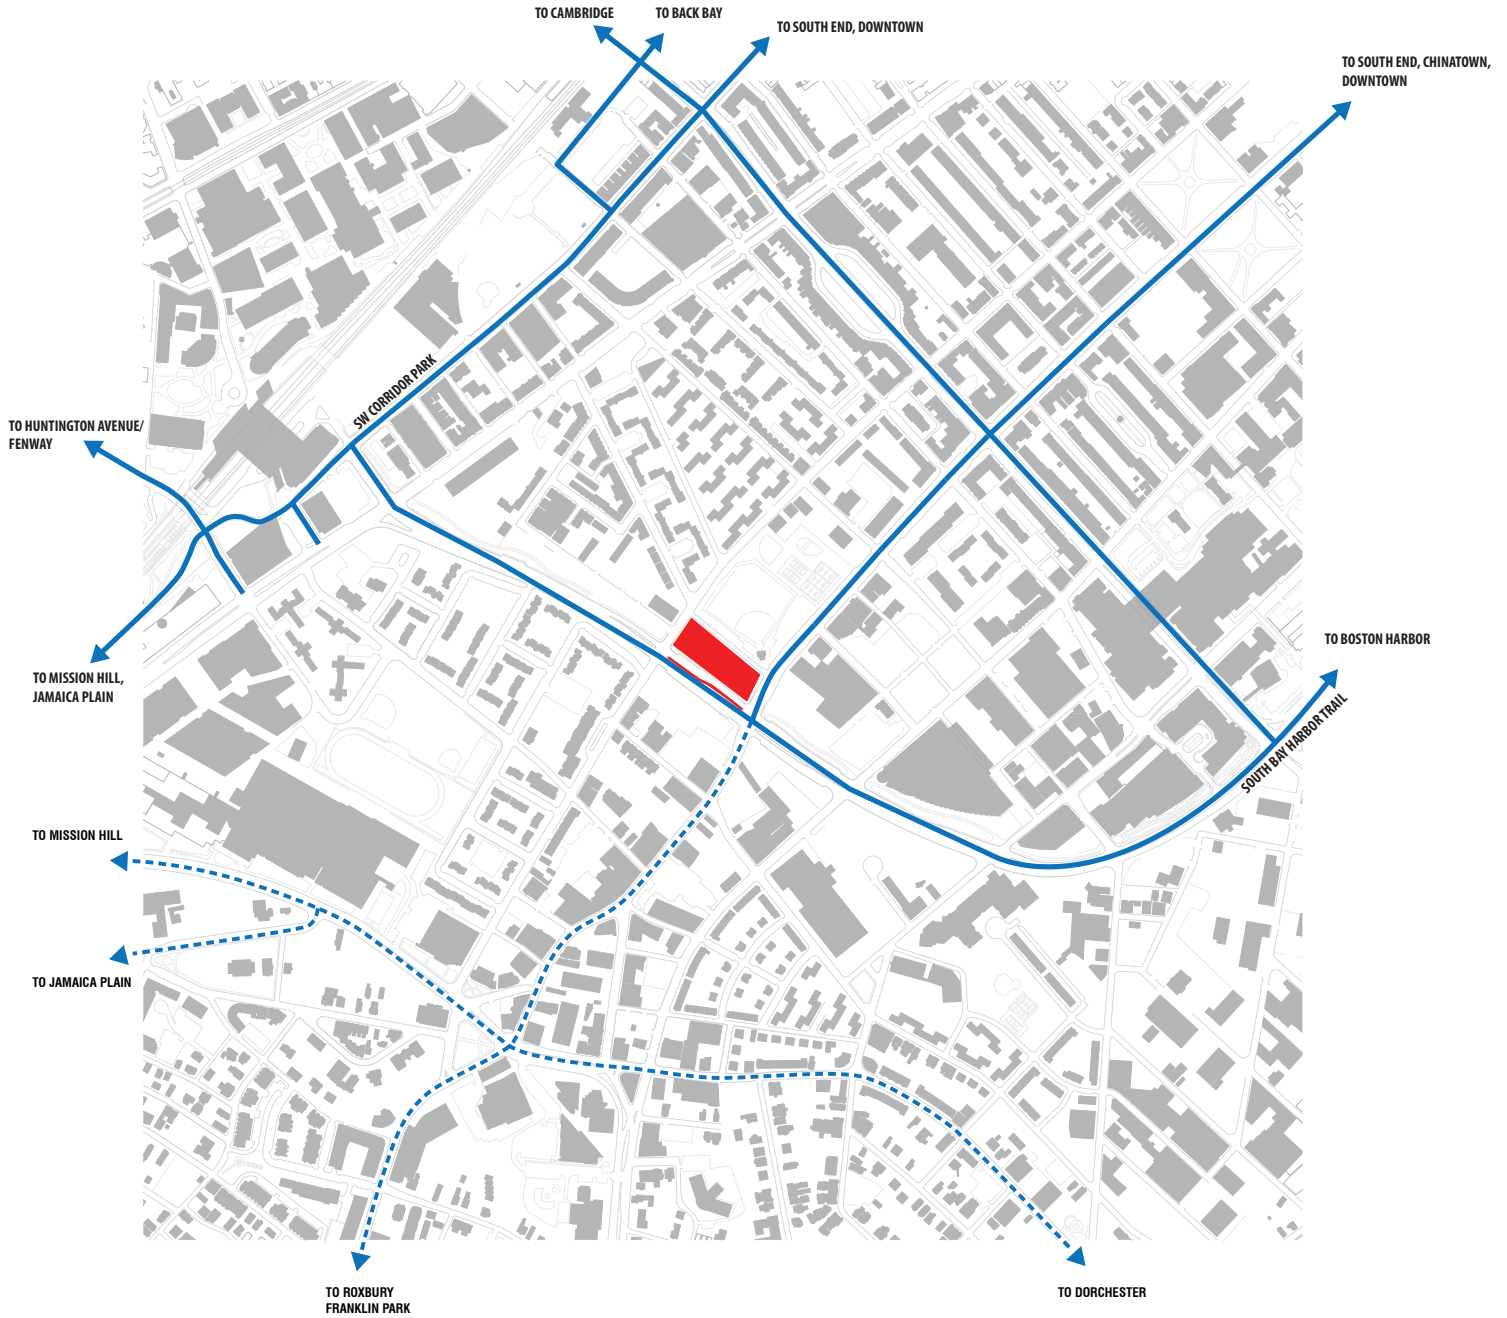 TO CAMBRIDGE
TO BACK BAY
TO SOUTH END, DOWNTOWN
TO SOUTH END, CHINATOWN,
DOWNTOWN
SW CORRIDOR PARK
TO HUNTINGTON AVENUE/
FENWAY
TO BOSTON HARBOR
TO MISSION HILL,
JAMAICA PLAIN
SOUTH BAY HARBOR TRAIL
TO MISSION HILL
TO JAMAICA PLAIN
TO ROXBURY
FRANKLIN PARK
TO DORCHESTER